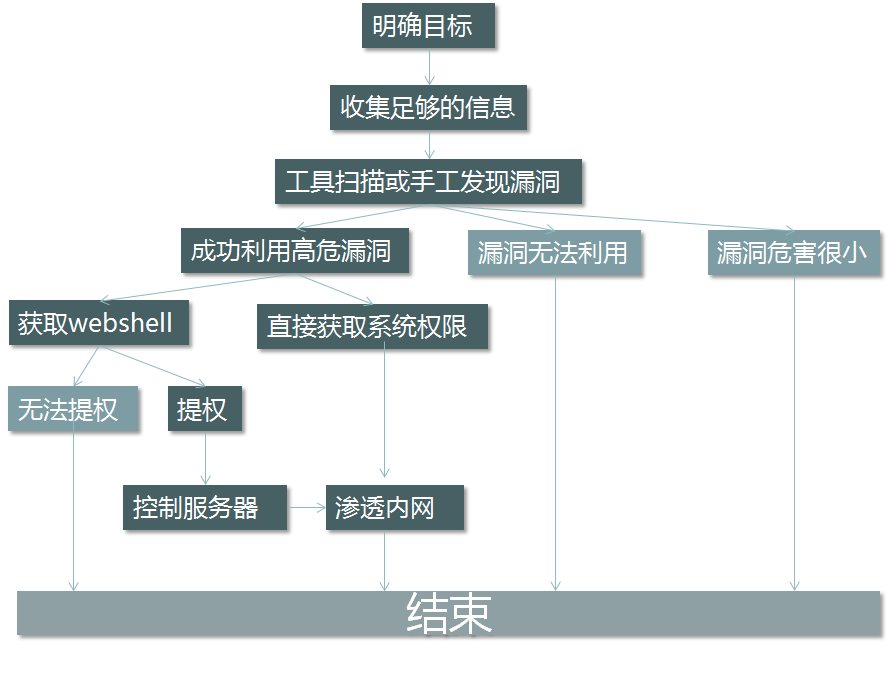 明确目标
收集足够的信息
工具扫描或手工发现漏洞
成功利用高危漏洞
漏洞无法利用
漏洞危害很小
获取webshell
直接获取系统权限
无法提权
提权
控制服务器
渗透内网
结束